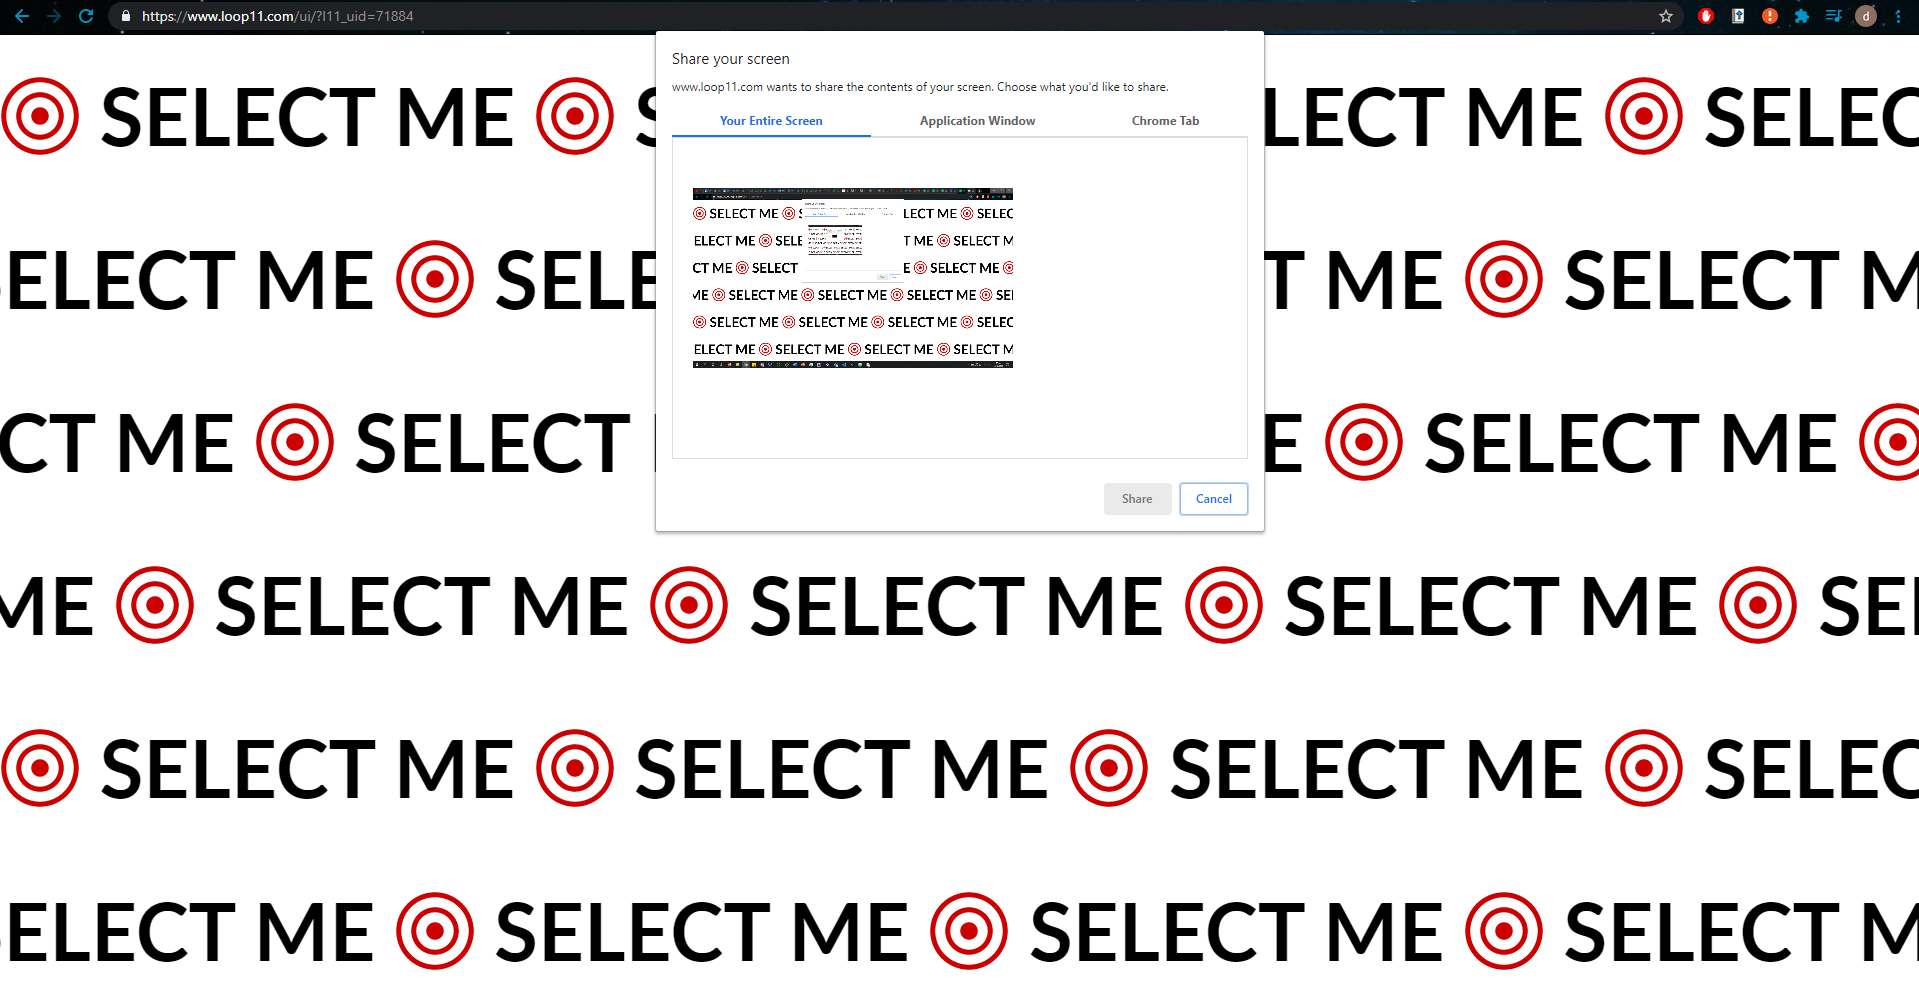 https://www.loop11.com/ui/?l11_uid=71884
d
Share your screen
www.loop11.com wants to share the contents of your screen. Choose what you'd like to share.
Your Entire Screen Application Window Chrome Tab
SELECT ME S LECT ME SELEC
SELECT ME SELE T ME SELECT M
CT ME SELECT E SELECT ME
ME SELECT ME SELECT ME SELECT ME SEL
SELECT ME SELECT ME SELECT ME SELEC
SELECT ME SELECT ME SELECT ME SELECT M
SELECT ME S LECT ME SELEC
ELECT ME SELE T ME SELECT M
CT ME SELECT E SELECT ME
ME SELECT ME SELECT ME SELECT ME SEL
SELECT ME SELECT ME SELECT ME SELEC
ELECT ME SELECT ME SELECT ME SELECT M
Share Cancel